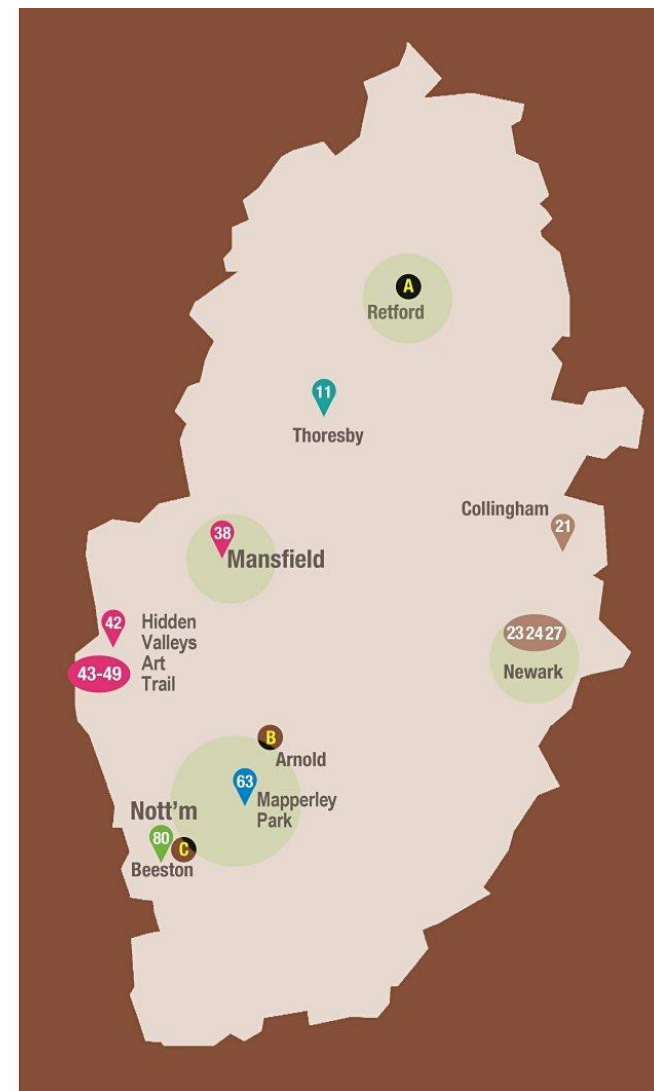 A
Retford
11
Thoresby
Collingham
21
38
Mansfield
42
Hidden
Valleys
Art
Trail
43-49
23 24 27
Newark
B
Arnold
63
Mapperley
Park
Nott'm
80
C
Beeston